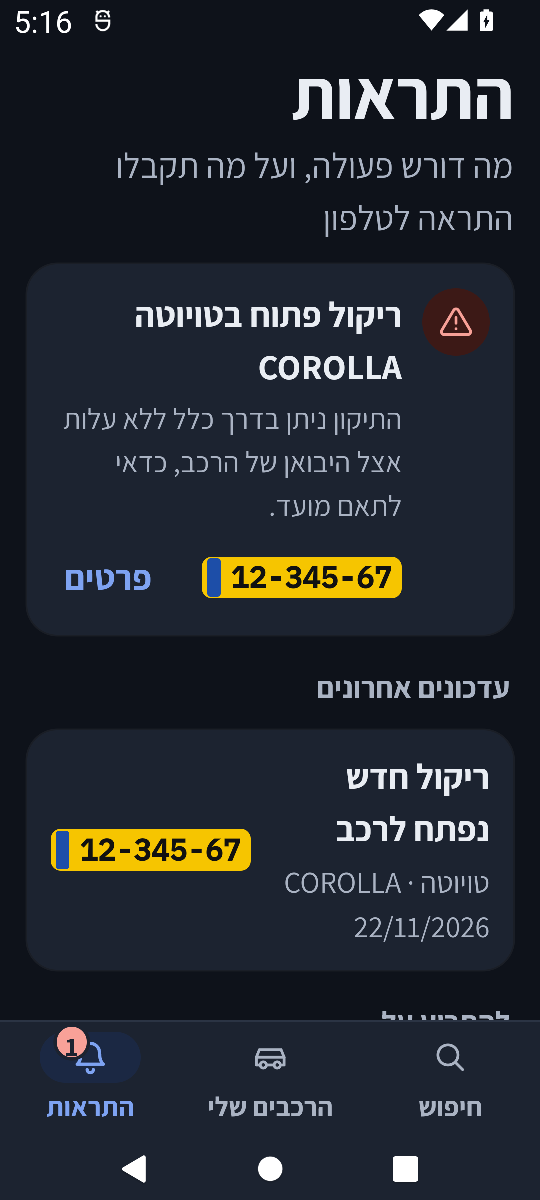 5:16
התראות
מה דורש פעולה, ועל מה תקבלו
התראה לטלפון
ריקול פתוח בטויוטה
COROLLA
התיקון ניתן בדרך כלל ללא עלות
אצל היבואן של הרכב, כדאי
לתאם מועד.
12-345-67
פרטים
עדכונים אחרונים
ריקול חדש
נפתח לרכב
12-345-67
טויוטה · COROLLA
22/11/2026
חיפוש
הרכבים שלי
1
התראות